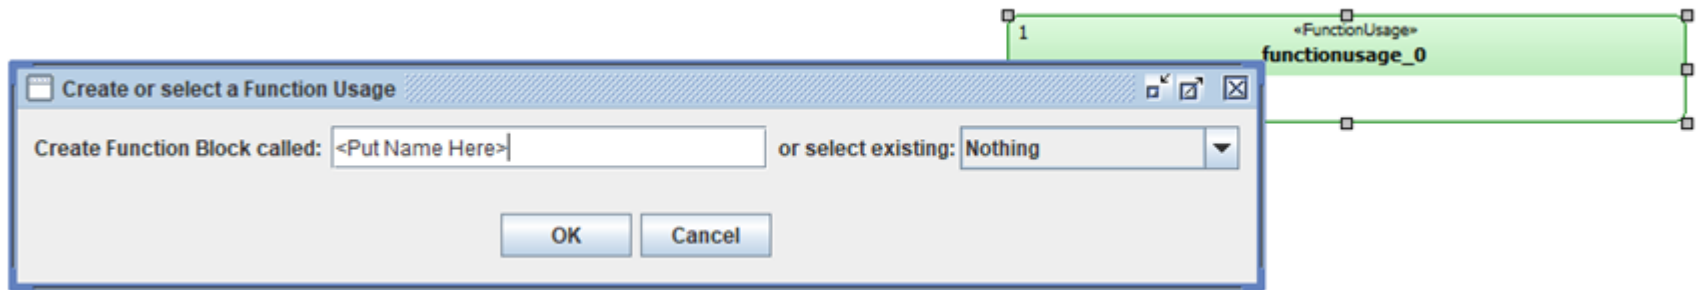 1
«FunctionUsage»
functionusage_0
Create or select a Function Usage
Create Function Block called: <Put Name Here> or select existing: Nothing
OK Cancel